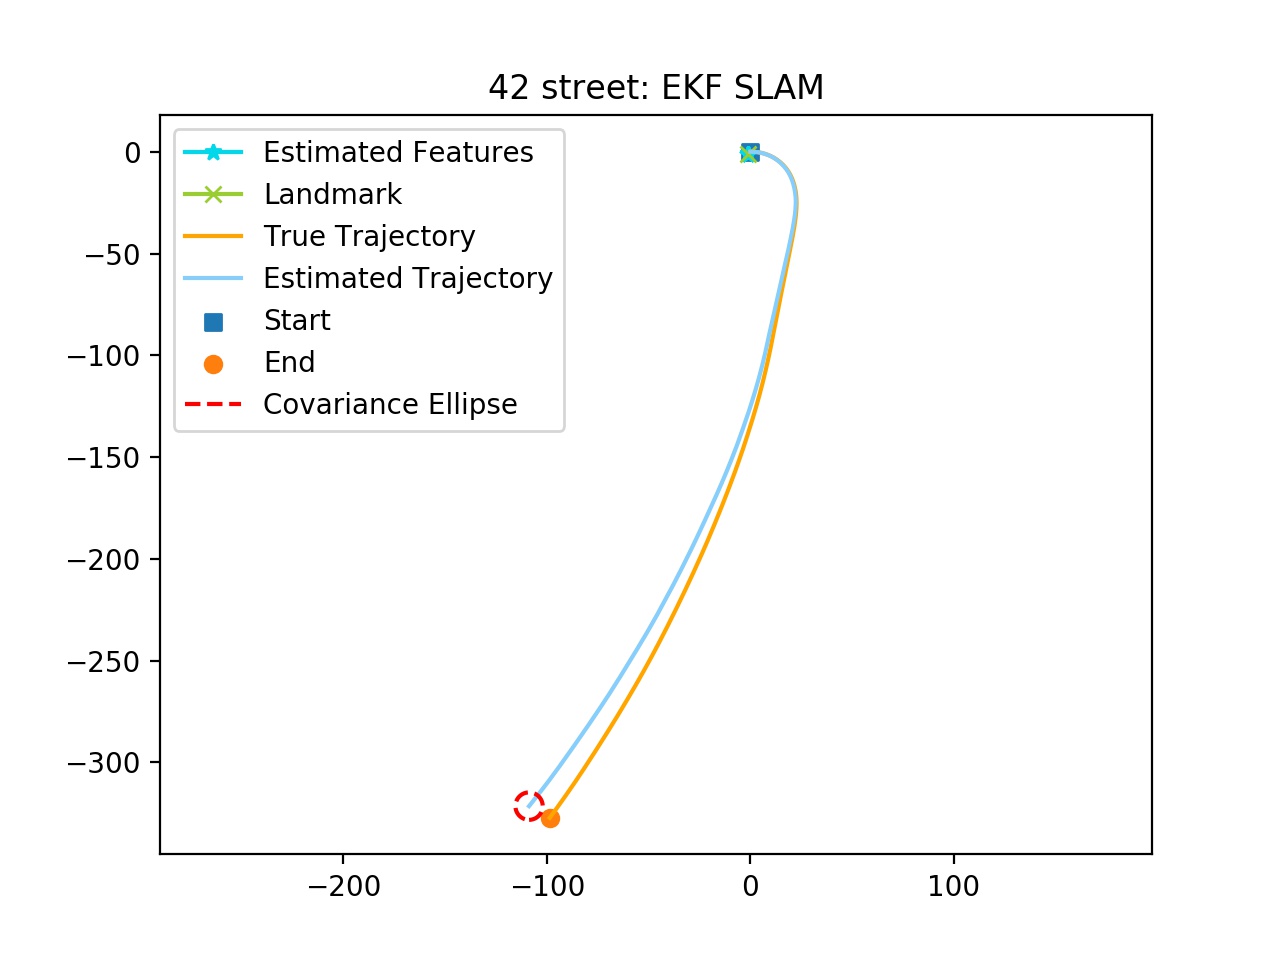 42 street: EKF SLAM
Estimated Features
Landmark
True Trajectory
Estimated Trajectory
Start
End
Covariance Ellipse
0
−50
−100
−150
−200
−250
−300
−200 −100 0 100